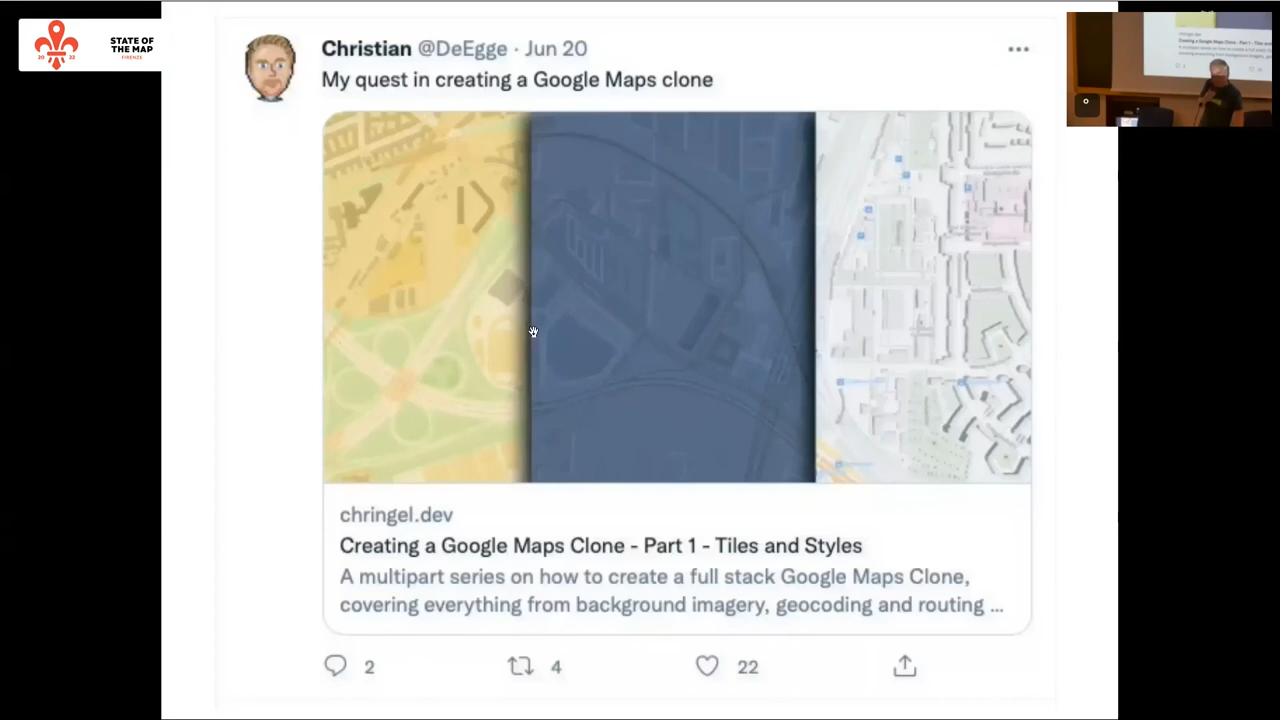 STATE OF
THE MAP
FIRENZE
20 22
Christian @DeEgge · Jun 20
My quest in creating a Google Maps clone
chringel.dev
Creating a Google Maps Clone - Part 1 - Tiles and Styles
A multipart series on how to create a full stack Google Maps Clone,
covering everything from background imagery, geocoding and routing ...
2 4 22